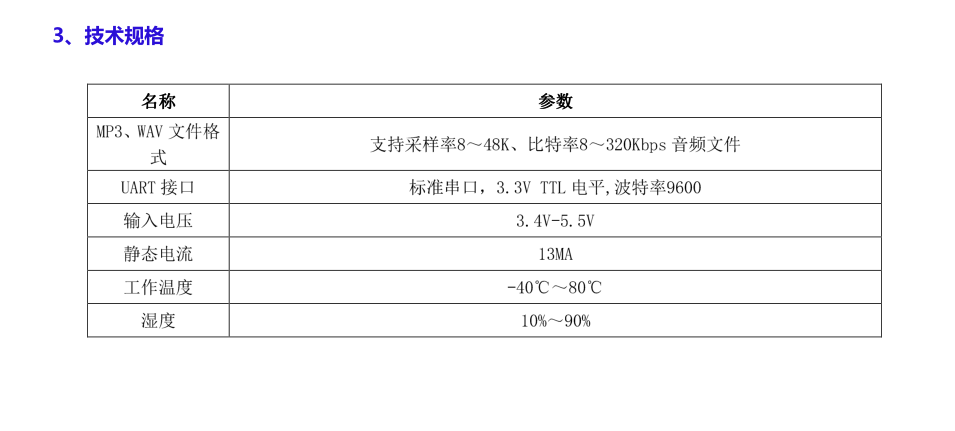 3、技术规格
名称 参数
MP3、WAV 文件格
式
支持采样率8～48K、比特率8～320Kbps 音频文件
UART 接口 标准串口，3.3V TTL 电平,波特率9600
输入电压 3.4V-5.5V
静态电流 13MA
工作温度 -40℃～80℃
湿度 10%～90%